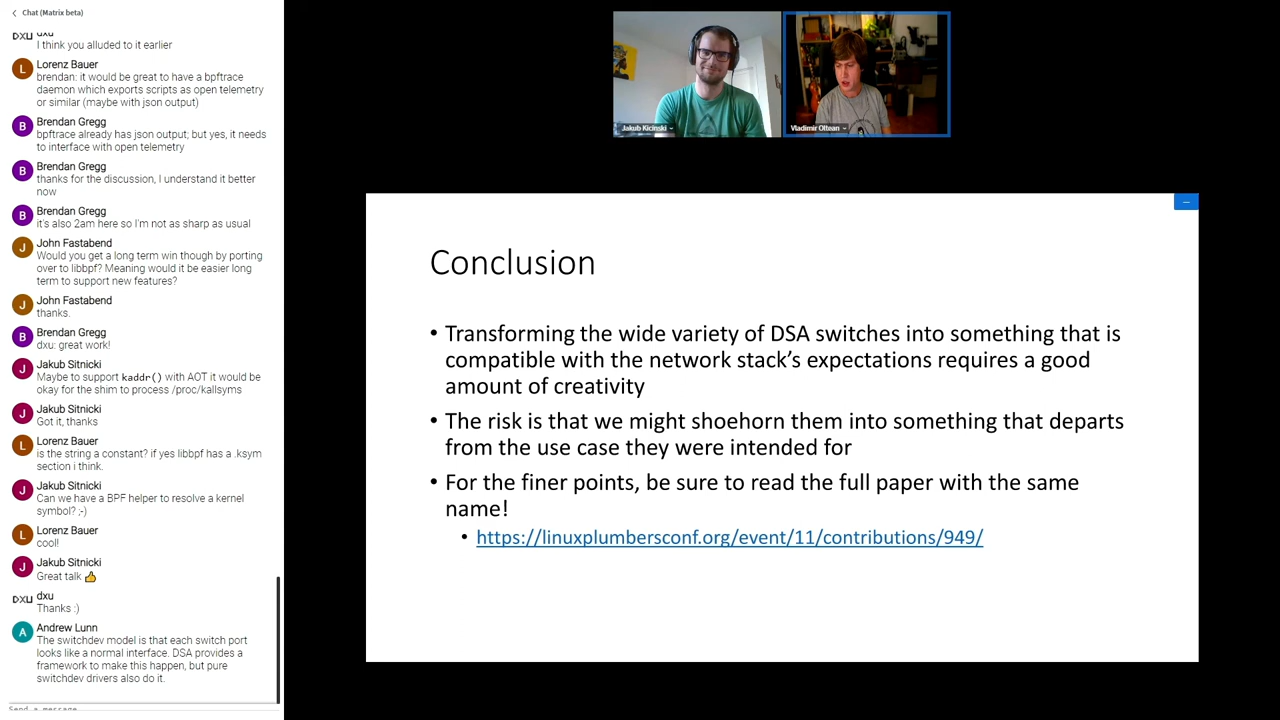 Chat (Matrix beta)
dxu
I think you alluded to it earlier
Lorenz Bauer
brendan: it would be great to have a bpftrace
daemon which exports scripts as open telemetry
or similar (maybe with json output)
Brendan Gregg
bpftrace already has json output; but yes, it needs
to interface with open telemetry
Brendan Gregg
thanks for the discussion, I understand it better
now
Brendan Gregg
it's also 2am here so I'm not as sharp as usual
John Fastabend
Would you get a long term win though by porting
over to libbpf? Meaning would it be easier long
term to support new features?
John Fastabend
thanks.
Brendan Gregg
dxu: great work!
Jakub Sitnicki
Maybe to support kaddr() with AOT it would be
okay for the shim to process /proc/kallsyms
Jakub Sitnicki
Got it, thanks
Lorenz Bauer
is the string a constant? if yes libbpf has a .ksym
section i think.
Jakub Sitnicki
Can we have a BPF helper to resolve a kernel
symbol? ;-)
Lorenz Bauer
cool!
Jakub Sitnicki
Great talk 👍
dxu
Thanks :)
Andrew Lunn
The switchdev model is that each switch port
looks like a normal interface. DSA provides a
framework to make this happen, but pure
switchdev drivers also do it.
Send a message
Jakub Kicinski
Vladimir Oltean
Conclusion
• Transforming the wide variety of DSA switches into something that is
compatible with the network stack's expectations requires a good
amount of creativity
• The risk is that we might shoehorn them into something that departs
from the use case they were intended for
• For the finer points, be sure to read the full paper with the same
name!
• https://linuxplumbersconf.org/event/11/contributions/949/